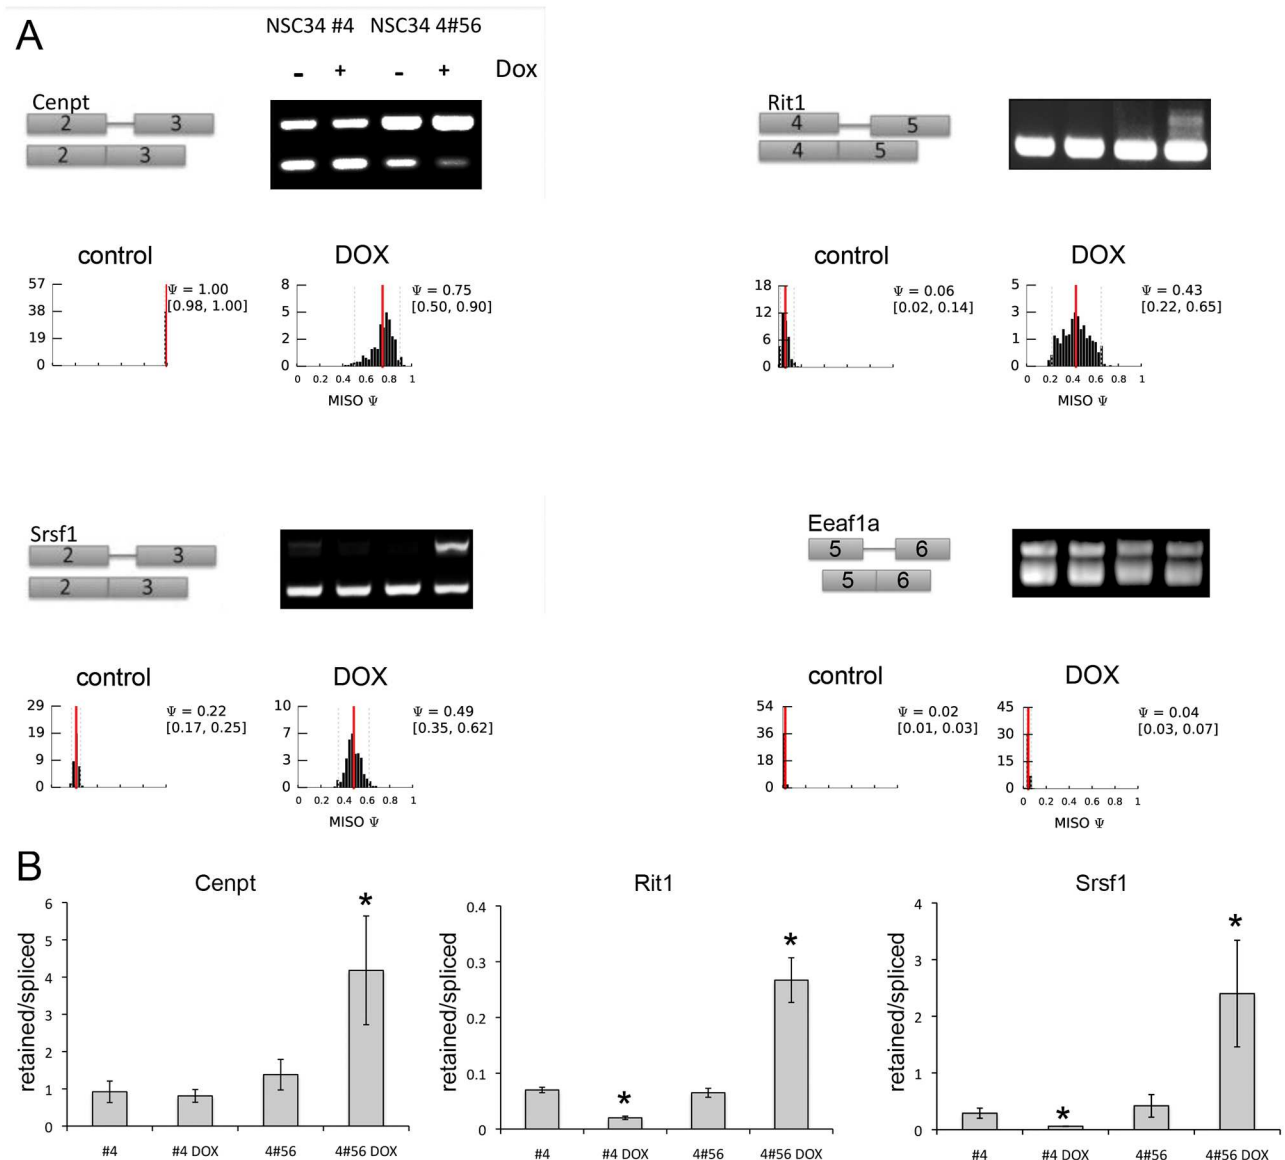 A
NSC34 #4 NSC34 4#56
- + - + Dox
Cenpt
2 3
2 3
Rit1
4 5
4 5
control
57
38
19
0
Ψ = 1.00
[0.98, 1.00]
DOX
8
5
2
0
Ψ = 0.75
[0.50, 0.90]
0 0.2 0.4 0.6 0.8 1
MISO Ψ
control
18
12
6
0
Ψ = 0.06
[0.02, 0.14]
DOX
5
3
1
0
Ψ = 0.43
[0.22, 0.65]
0 0.2 0.4 0.6 0.8 1
MISO Ψ
Srsf1
2 3
2 3
Eeaf1a
5 6
5 6
control
29
19
9
0
Ψ = 0.22
[0.17, 0.25]
DOX
10
7
3
0
Ψ = 0.49
[0.35, 0.62]
0 0.2 0.4 0.6 0.8 1
MISO Ψ
control
54
36
18
0
Ψ = 0.02
[0.01, 0.03]
DOX
45
30
15
0
Ψ = 0.04
[0.03, 0.07]
0 0.2 0.4 0.6 0.8 1
MISO Ψ
B
Cenpt
retained/spliced
6
5
4
3
2
1
0
*
#4 #4 DOX 4#56 4#56 DOX
Rit1
retained/spliced
0.4
0.3
0.2
0.1
0
* *
#4 #4 DOX 4#56 4#56 DOX
Srsf1
retained/spliced
4
3
2
1
0
* *
#4 #4 DOX 4#56 4#56 DOX